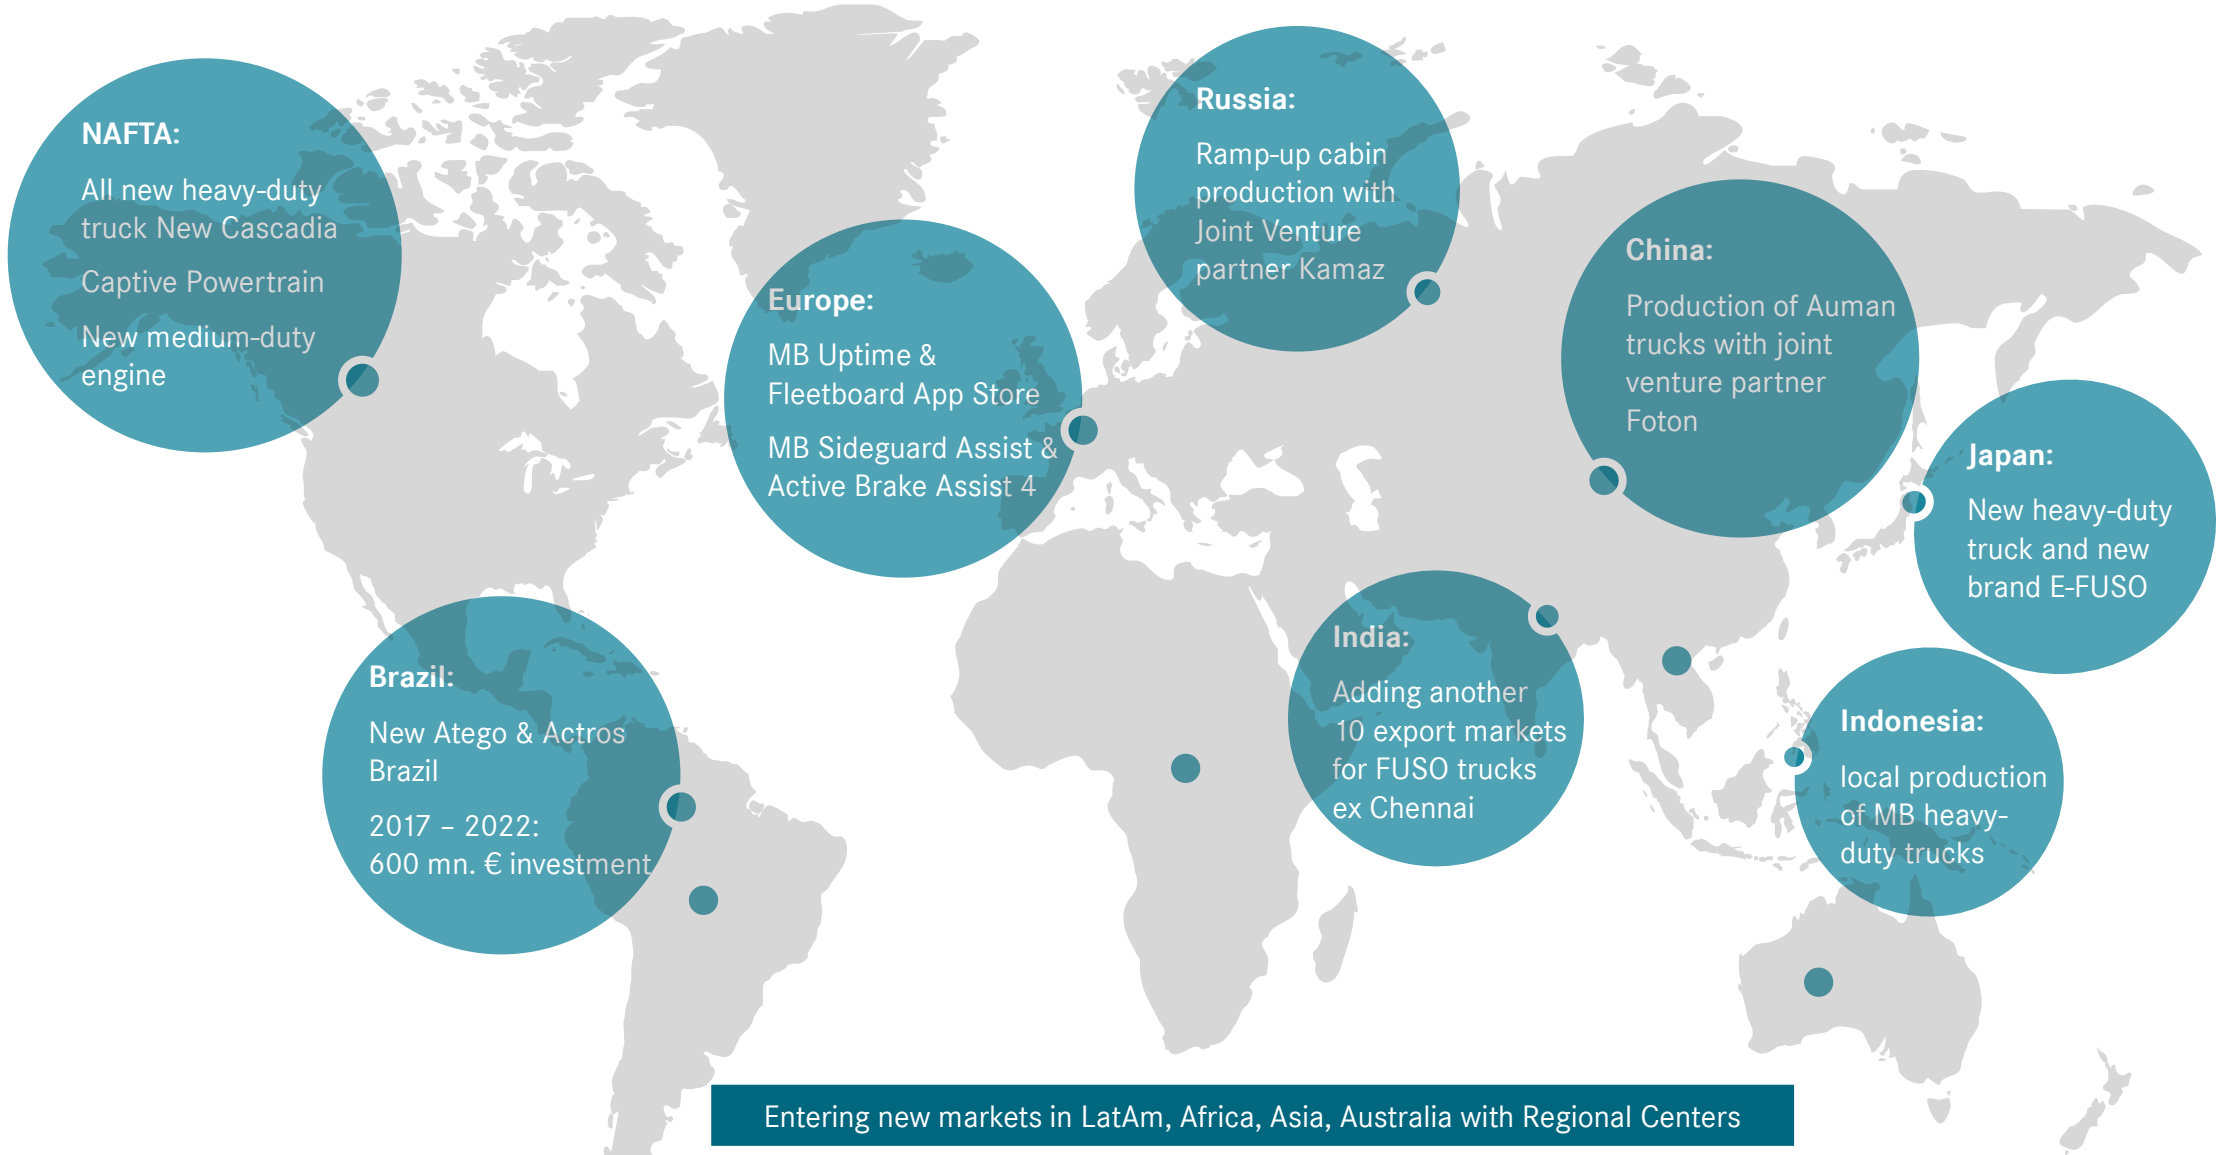 NAFTA:
All new heavy-duty
truck New Cascadia
Captive Powertrain
New medium-duty
engine
Europe:
MB Uptime &
Fleetboard App Store
MB Sideguard Assist &
Active Brake Assist 4
Russia:
Ramp-up cabin
production with
Joint Venture
partner Kamaz
China:
Production of Auman
trucks with joint
venture partner
Foton
Japan:
New heavy-duty
truck and new
brand E-FUSO
Brazil:
New Atego & Actros
Brazil
2017 – 2022:
600 mn. € investment
India:
Adding another
10 export markets
for FUSO trucks
ex Chennai
Indonesia:
local production
of MB heavy-
duty trucks
Entering new markets in LatAm, Africa, Asia, Australia with Regional Centers